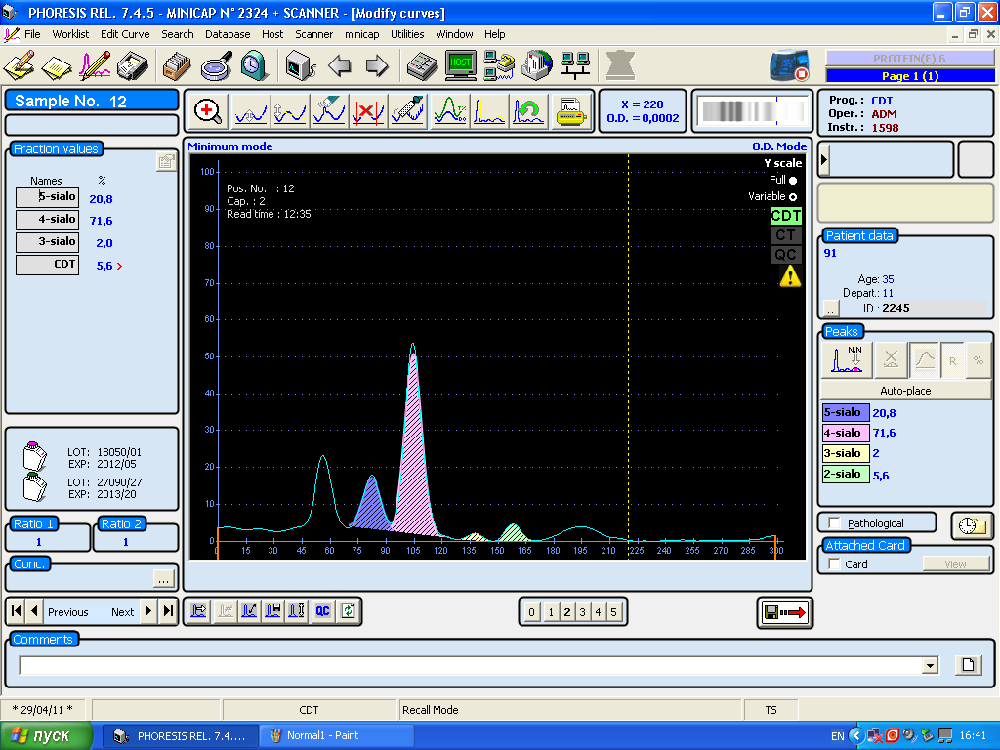 PHORESIS REL. 7.4.5 - MINICAP N° 2324 + SCANNER - [Modify curves]
File Worklist Edit Curve Search Database Host Scanner minicap Utilities Window Help
HOST
PROTEIN(E) 6
Page 1 (1)
Sample No. 12
X = 220
O.D. = 0,0002
Prog.: CDT
Oper.: ADM
Instr.: 1598
Fraction values
Names %
5-sialo 20,8
4-sialo 71,6
3-sialo 2,0
CDT 5,6 >
LOT: 18050/01
EXP: 2012/05
LOT: 27090/27
EXP: 2013/20
Ratio 1 Ratio 2
1 1
Conc.
...
Previous Next
Minimum mode O.D. Mode
Y scale
Full
Variable
CDT
CT
QC
Pos. No. : 12
Cap. : 2
Read time : 12:35
100
90
80
70
60
50
40
30
20
10
0
0 15 30 45 60 75 90 105 120 135 150 165 180 195 210 225 240 255 270 285 300
QC
0 1 2 3 4 5
Patient data
91
Age: 35
Depart.: 11
.. ID : 2245
Peaks
N.N
R %
Auto-place
5-sialo 20,8
4-sialo 71,6
3-sialo 2
2-sialo 5,6
Pathological
Attached Card
Card View
Comments
* 29/04/11 * CDT Recall Mode TS
пуск PHORESIS REL. 7.4.... Normal1 - Paint EN 16:41